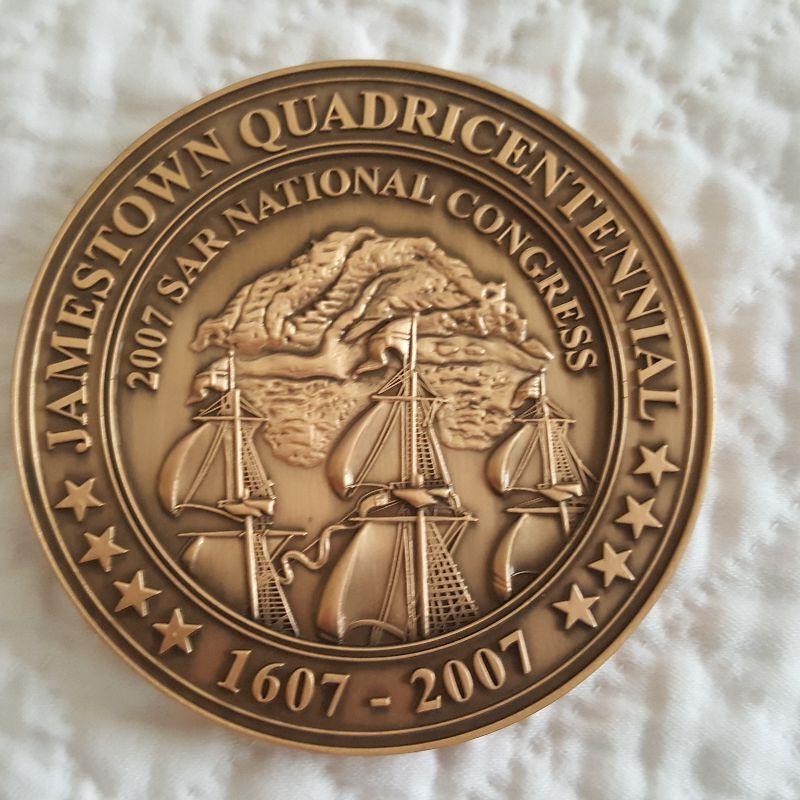 JAMESTOWN QUADRICENTENNIAL
2007 SAR NATIONAL CONGRESS
1607 - 2007